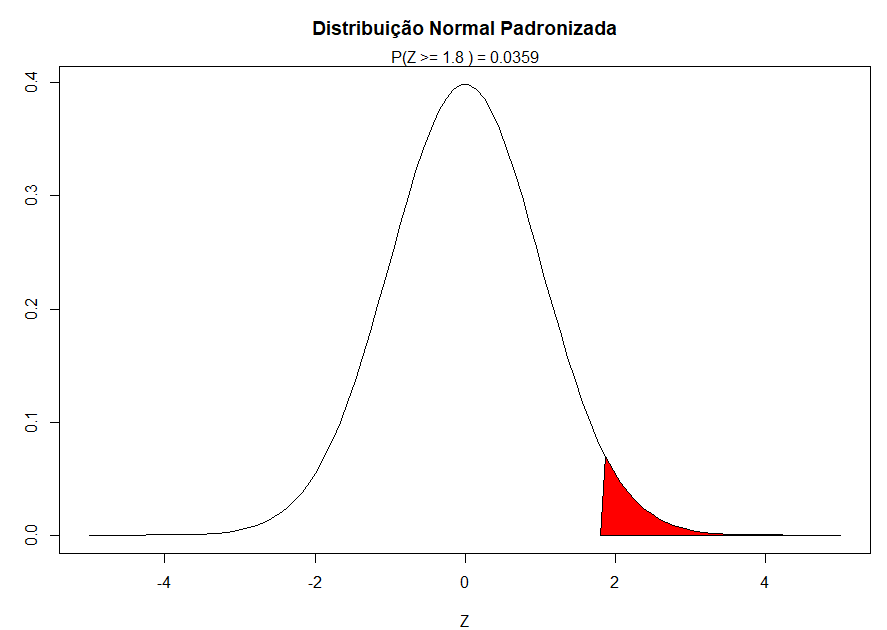 Distribuição Normal Padronizada
P(Z >= 1.8 ) = 0.0359
0.4
0.3
0.2
0.1
0.0
-4 -2 0 2 4
Z